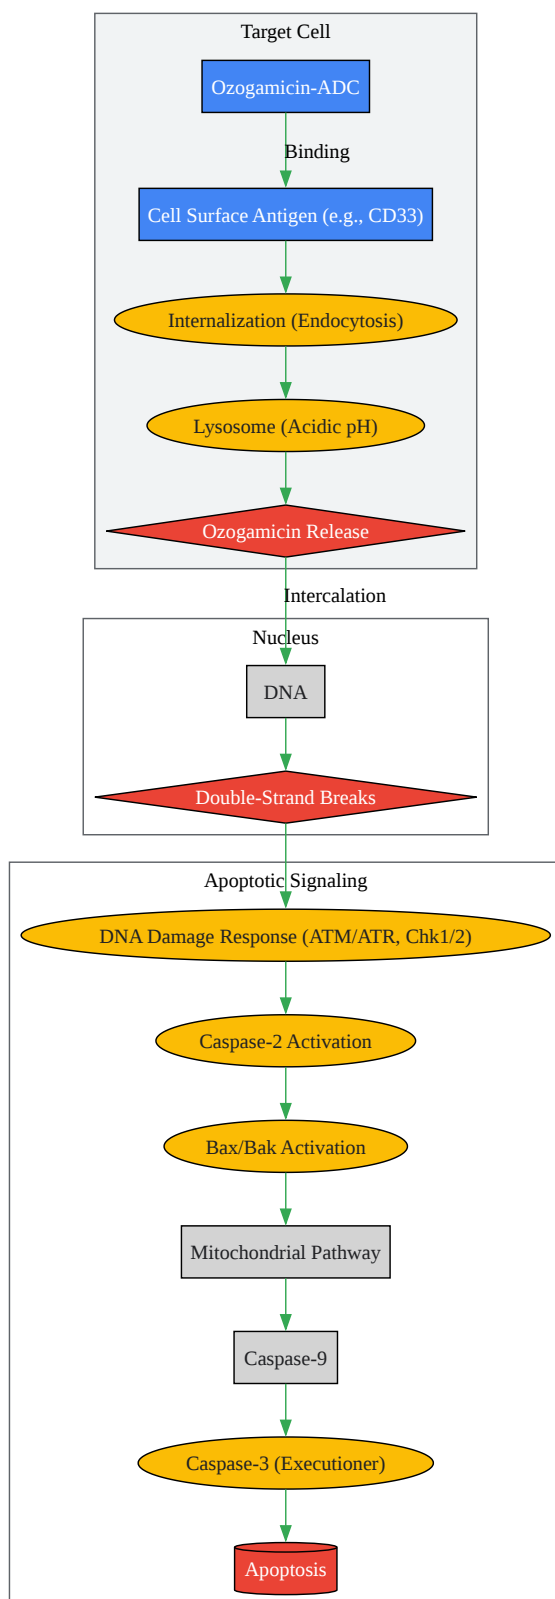 Target Cell
Ozogamicin-ADC
Binding
Cell Surface Antigen (e.g., CD33)
Internalization (Endocytosis)
Lysosome (Acidic pH)
Ozogamicin Release
Intercalation
Nucleus
DNA
Double-Strand Breaks
Apoptotic Signaling
DNA Damage Response (ATM/ATR, Chk1/2)
Caspase-2 Activation
Bax/Bak Activation
Mitochondrial Pathway
Caspase-9
Caspase-3 (Executioner)
Apoptosis